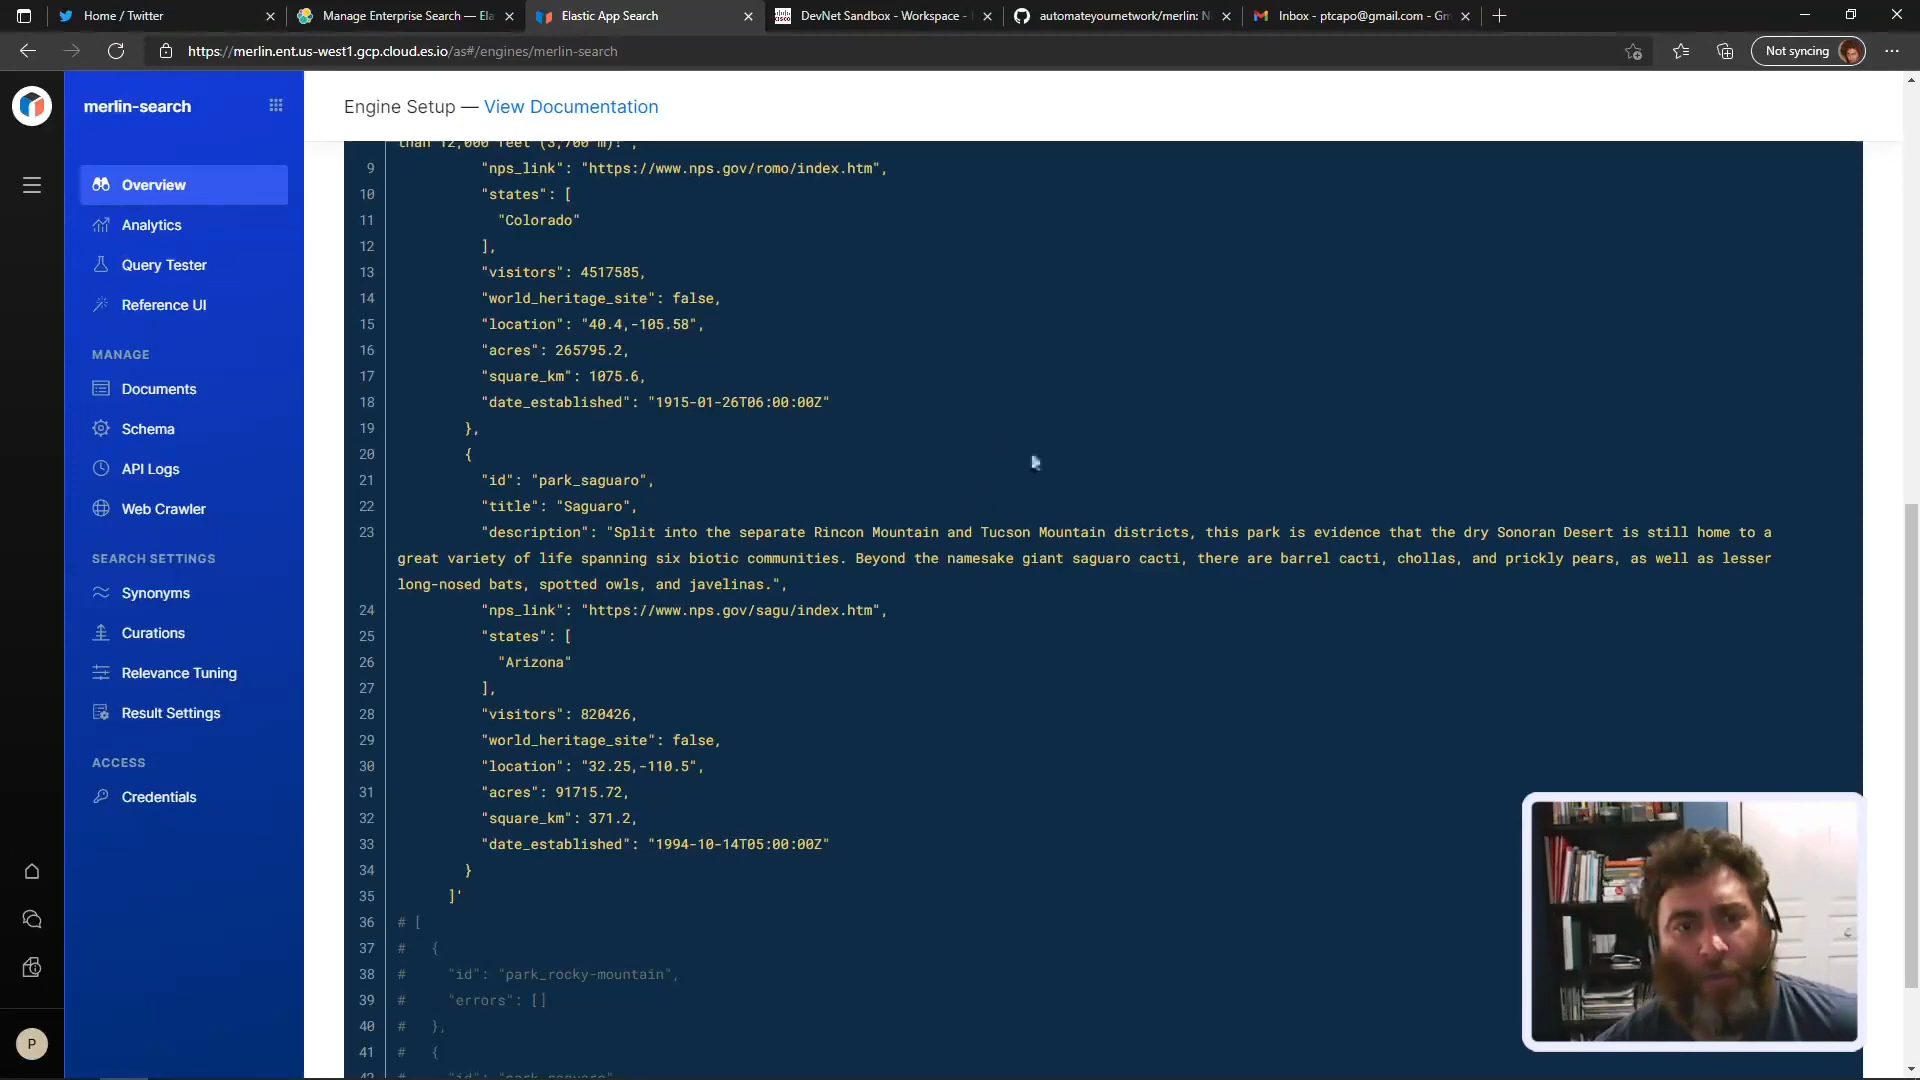 Home / Twitter
Manage Enterprise Search — Ela
Elastic App Search
DevNet Sandbox - Workspace -
automateyournetwork/merlin: N
Inbox - ptcapo@gmail.com - Gm
https://merlin.ent.us-west1.gcp.cloud.es.io/as#/engines/merlin-search
Not syncing
merlin-search
Engine Setup — View Documentation
Overview
Analytics
Query Tester
Reference UI
MANAGE
Documents
Schema
API Logs
Web Crawler
SEARCH SETTINGS
Synonyms
Curations
Relevance Tuning
Result Settings
ACCESS
Credentials
P
than 12,000 feet (3,700 m)!",
9 "nps_link": "https://www.nps.gov/romo/index.htm",
10 "states": [
11 "Colorado"
12 ],
13 "visitors": 4517585,
14 "world_heritage_site": false,
15 "location": "40.4,-105.58",
16 "acres": 265795.2,
17 "square_km": 1075.6,
18 "date_established": "1915-01-26T06:00:00Z"
19 },
20 {
21 "id": "park_saguaro",
22 "title": "Saguaro",
23 "description": "Split into the separate Rincon Mountain and Tucson Mountain districts, this park is evidence that the dry Sonoran Desert is still home to a
great variety of life spanning six biotic communities. Beyond the namesake giant saguaro cacti, there are barrel cacti, chollas, and prickly pears, as well as lesser
long-nosed bats, spotted owls, and javelinas.",
24 "nps_link": "https://www.nps.gov/sagu/index.htm",
25 "states": [
26 "Arizona"
27 ],
28 "visitors": 820426,
29 "world_heritage_site": false,
30 "location": "32.25,-110.5",
31 "acres": 91715.72,
32 "square_km": 371.2,
33 "date_established": "1994-10-14T05:00:00Z"
34 }
35 ]'
36 # [
37 # {
38 # "id": "park_rocky-mountain",
39 # "errors": []
40 # },
41 # {
42 # "id": "park_saguaro",